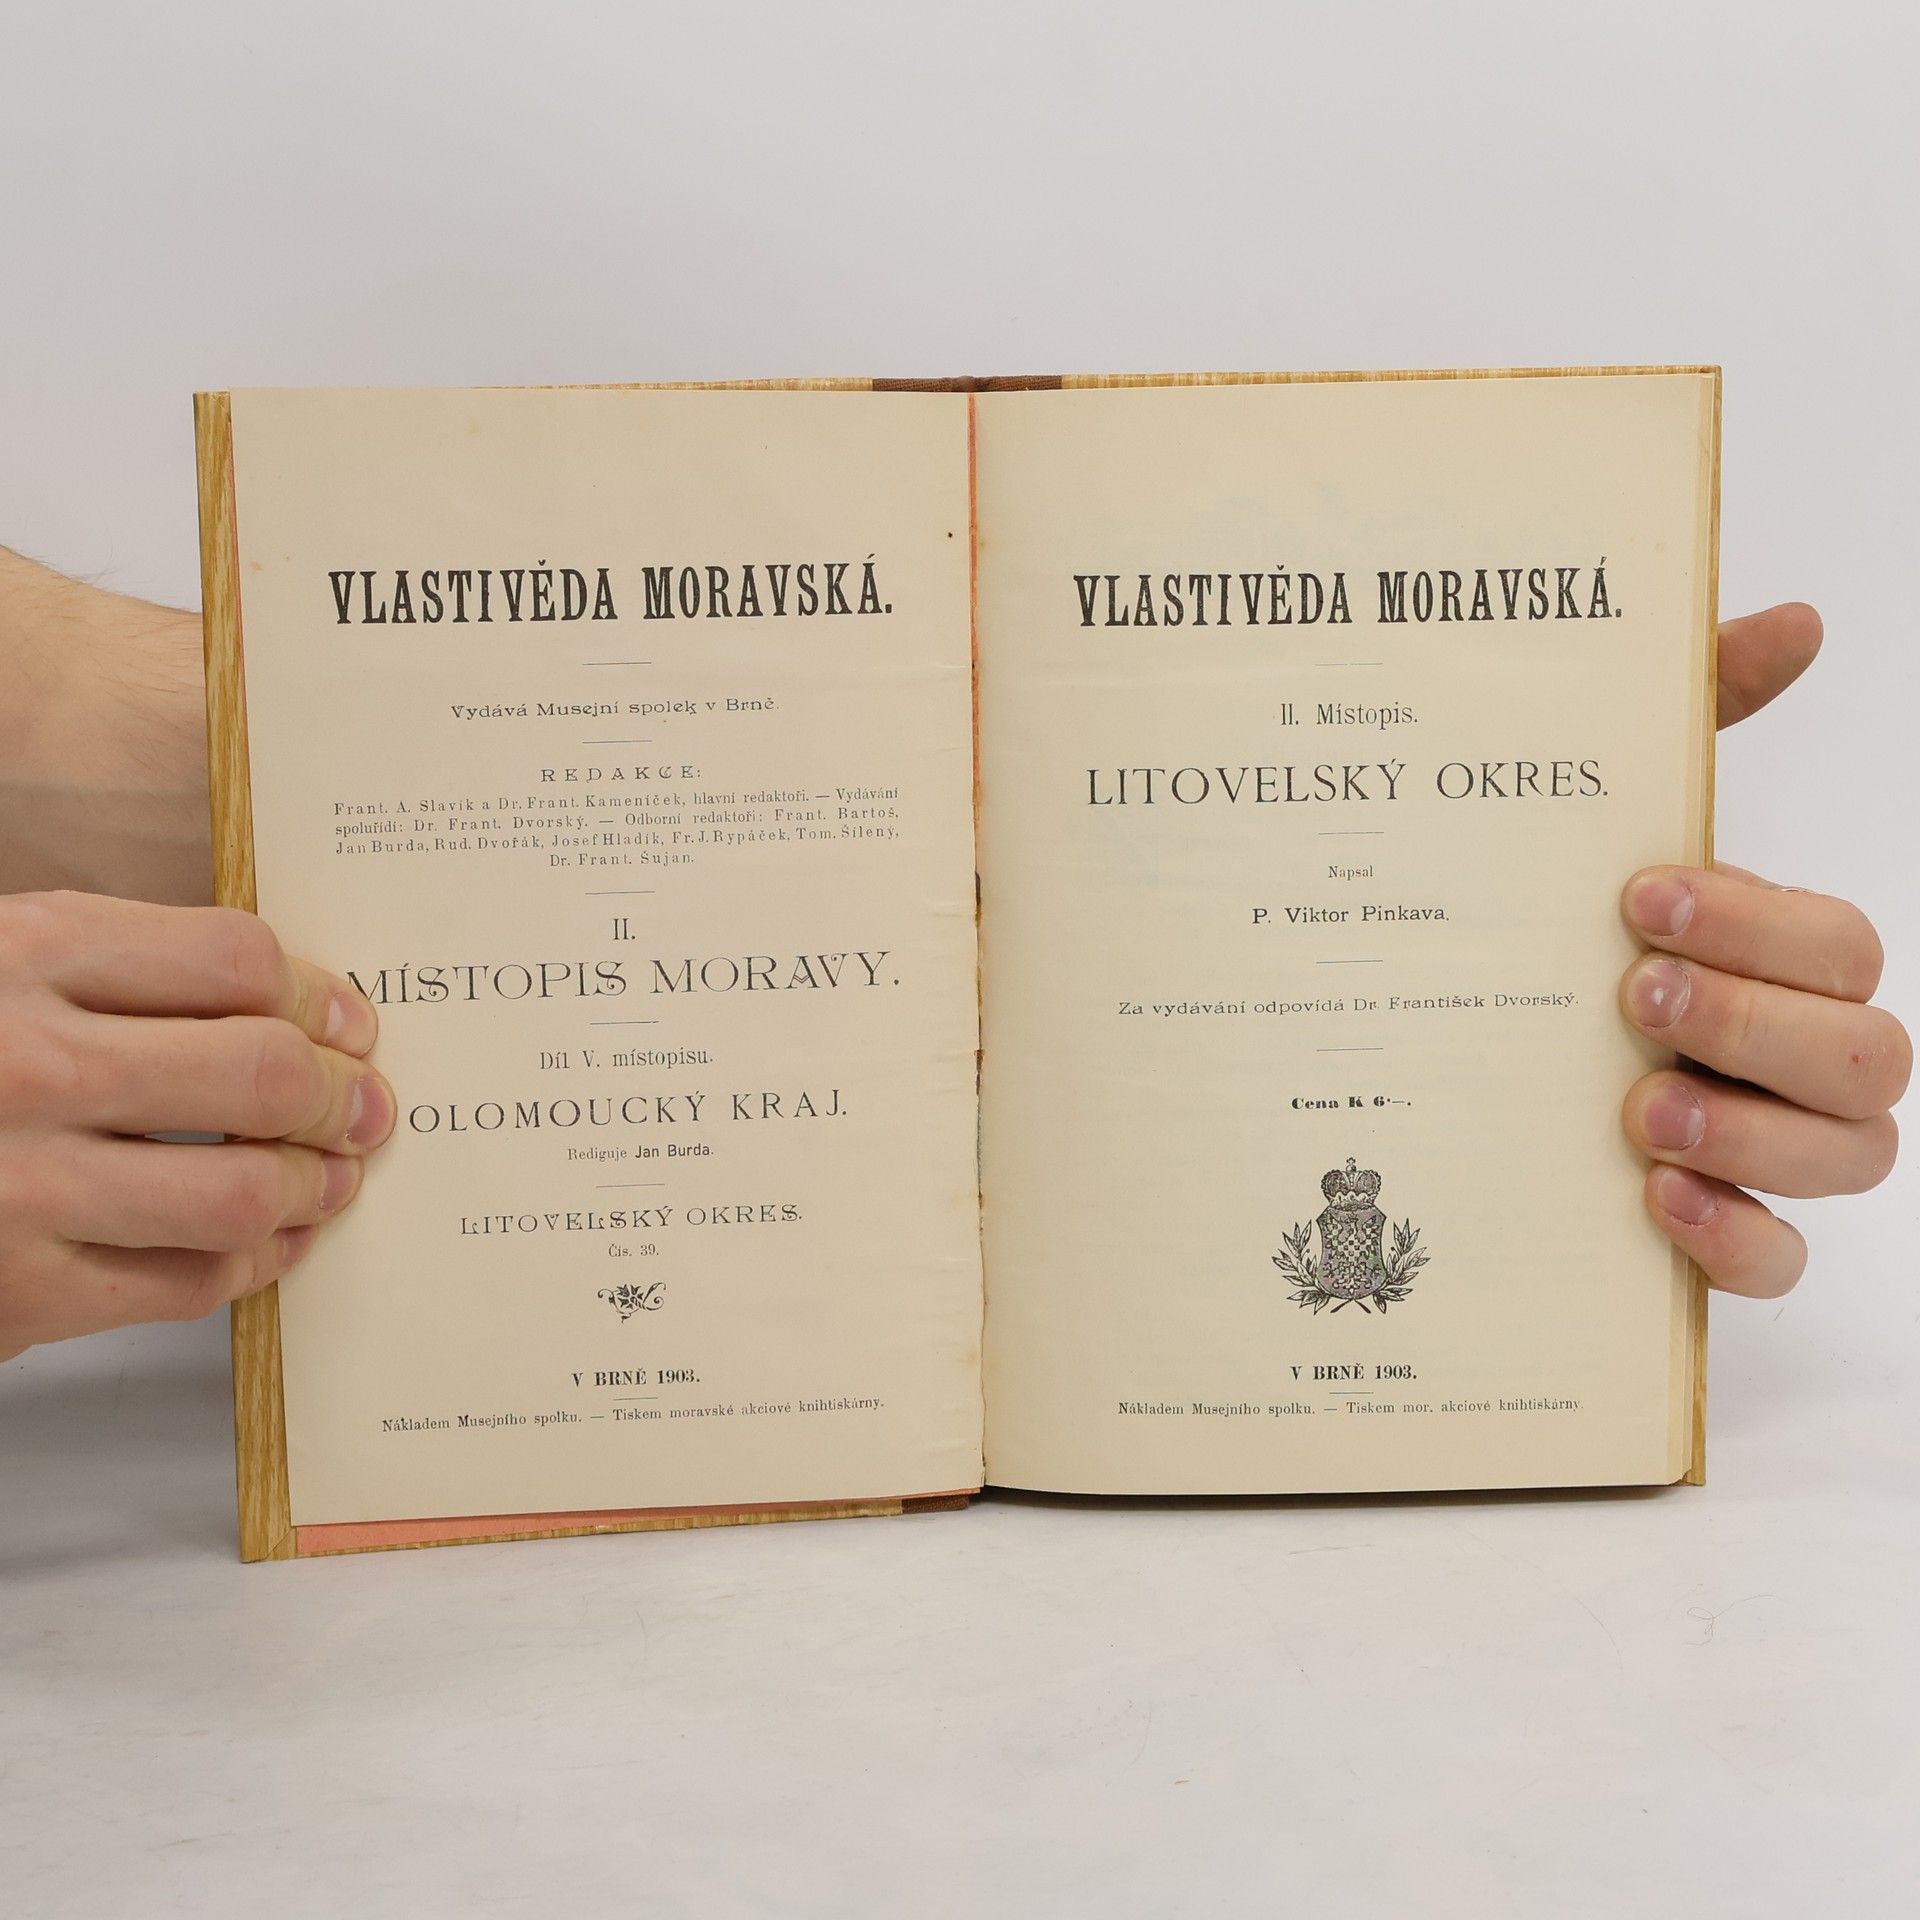 VLASTIVĚDA MORAVSKÁ.
Vydává Musejní spolek v Brně.
REDAKCE:
Frant. A. Slavík a Dr. Frant. Kameníček, hlavní redaktoři. — Vydávání
spoluřídí: Dr. Frant. Dvorský. — Odborní redaktoři: Frant. Bartoš,
Jan Burda, Rud. Dvořák, Josef Hladík, Fr. J. Rypáček, Tom. Šílený,
Dr. Frant. Šujan.
II.
MÍSTOPIS MORAVY.
Díl V. místopisu.
OLOMOUCKÝ KRAJ.
Rediguje Jan Burda.
LITOVELSKÝ OKRES.
Čís. 39.
V BRNĚ 1903.
Nákladem Musejního spolku. — Tiskem moravské akciové knihtiskárny.
VLASTIVĚDA MORAVSKÁ.
II. Místopis.
LITOVELSKÝ OKRES.
Napsal
P. Viktor Pinkava.
Za vydávání odpovídá Dr. František Dvorský.
Cena K 6·—.
V BRNĚ 1903.
Nákladem Musejního spolku. — Tiskem mor. akciové knihtiskárny.